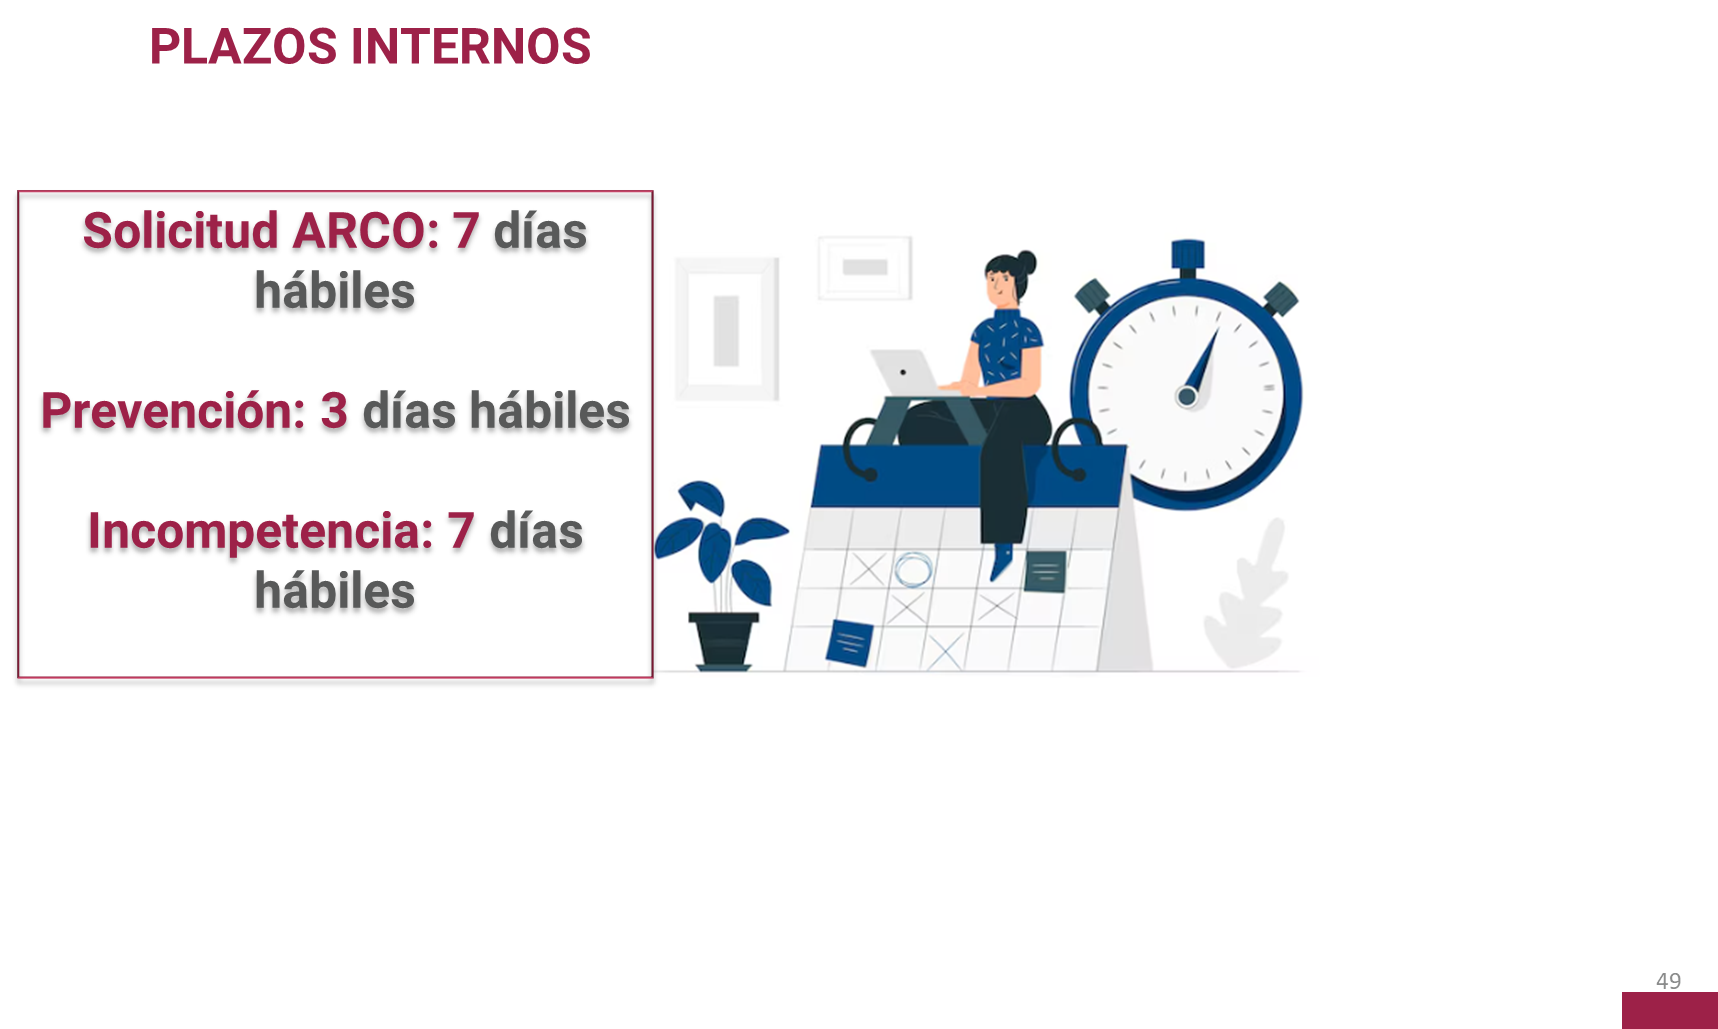 PLAZOS INTERNOS
Solicitud ARCO: 7 días
hábiles
Prevención: 3 días hábiles
Incompetencia: 7 días
hábiles
49